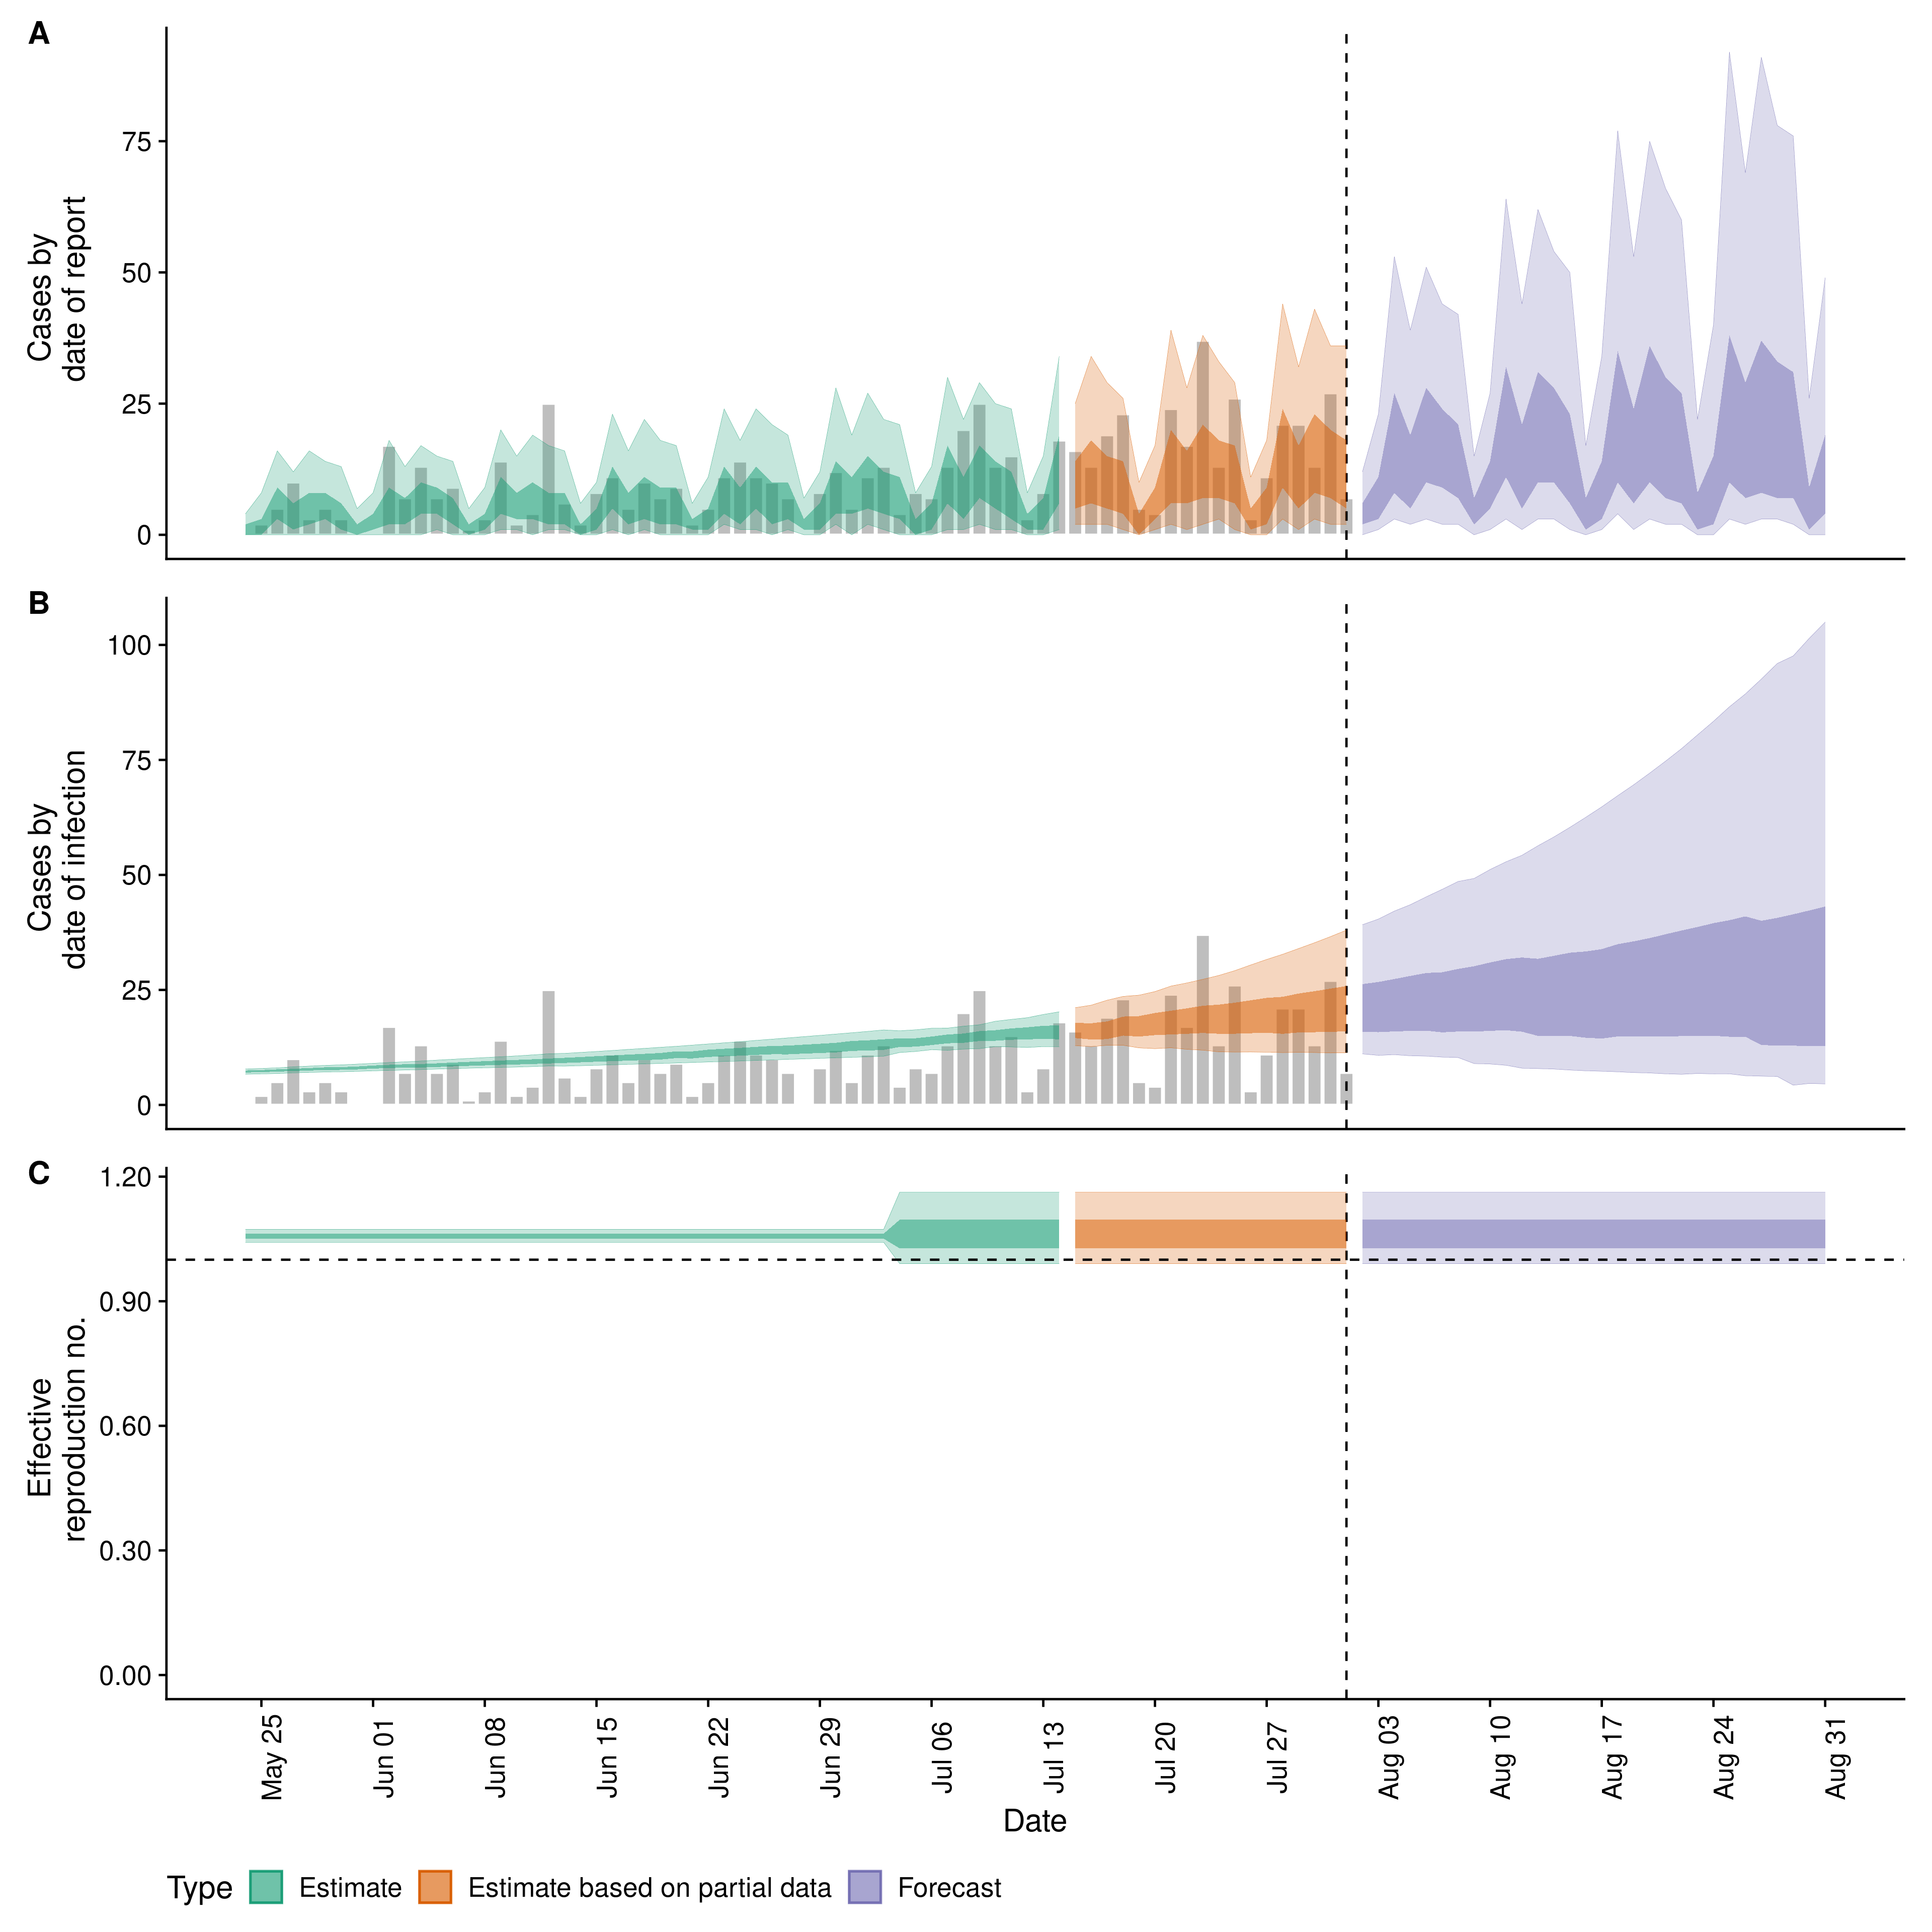 A
Cases by
date of report
75
50
25
0
B
Cases by
date of infection
100
75
50
25
0
C
Effective
reproduction no.
1.20
0.90
0.60
0.30
0.00
May 25
Jun 01
Jun 08
Jun 15
Jun 22
Jun 29
Jul 06
Jul 13
Jul 20
Jul 27
Aug 03
Aug 10
Aug 17
Aug 24
Aug 31
Date
Type Estimate Estimate based on partial data Forecast